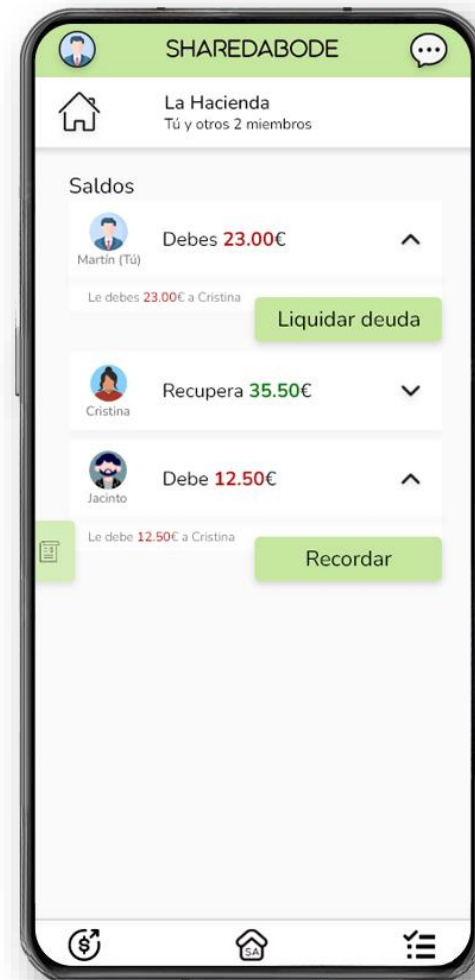 SHAREDABODE
La Hacienda
Tú y otros 2 miembros
Saldos
Debes 23.00€
Martín (Tú)
Le debes 23.00€ a Cristina
Liquidar deuda
Recupera 35.50€
Cristina
Debe 12.50€
Jacinto
Le debe 12.50€ a Cristina
Recordar
$
SA